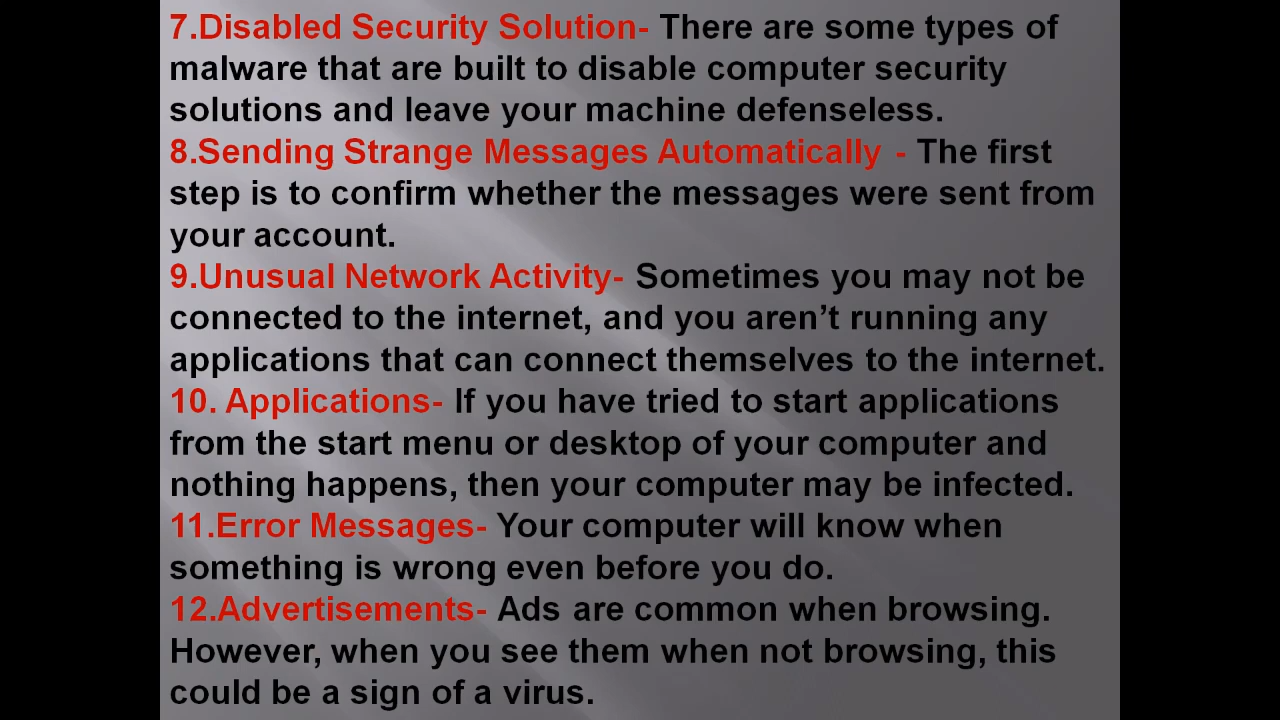 7.Disabled Security Solution- There are some types of
malware that are built to disable computer security
solutions and leave your machine defenseless.
8.Sending Strange Messages Automatically - The first
step is to confirm whether the messages were sent from
your account.
9.Unusual Network Activity- Sometimes you may not be
connected to the internet, and you aren’t running any
applications that can connect themselves to the internet.
10. Applications- If you have tried to start applications
from the start menu or desktop of your computer and
nothing happens, then your computer may be infected.
11.Error Messages- Your computer will know when
something is wrong even before you do.
12.Advertisements- Ads are common when browsing.
However, when you see them when not browsing, this
could be a sign of a virus.